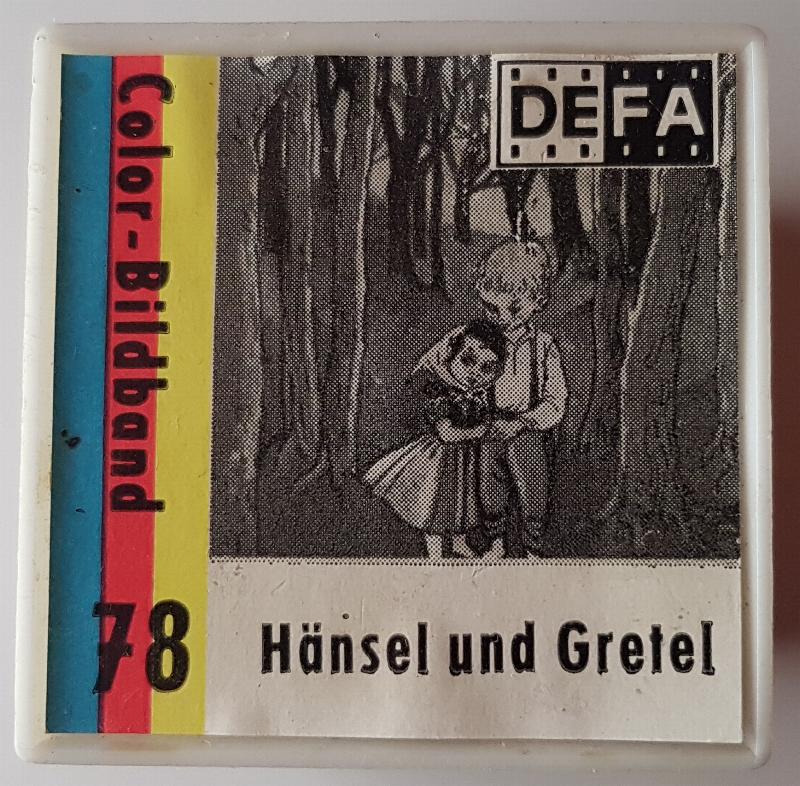 DEFA
Color-Bildband
78
Hänsel und Gretel